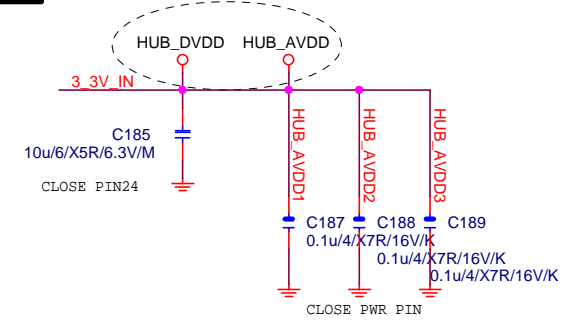 HUB_DVDD HUB_AVDD
3_3V_IN
C185
10u/6/X5R/6.3V/M
CLOSE PIN24
HUB_AVDD1
HUB_AVDD2
HUB_AVDD3
C187
C188
C189
0.1u/4/X7R/16V/K
0.1u/4/X7R/16V/K
0.1u/4/X7R/16V/K
CLOSE PWR PIN